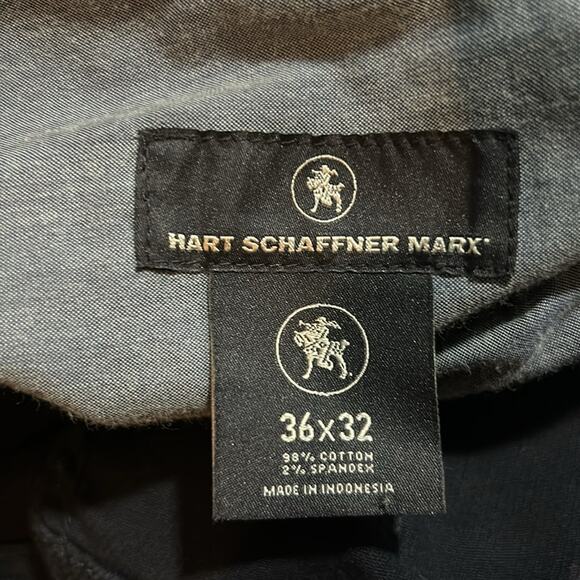 HART SCHAFFNER MARX®
36x32
98% COTTON
2% SPANDEX
MADE IN INDONESIA